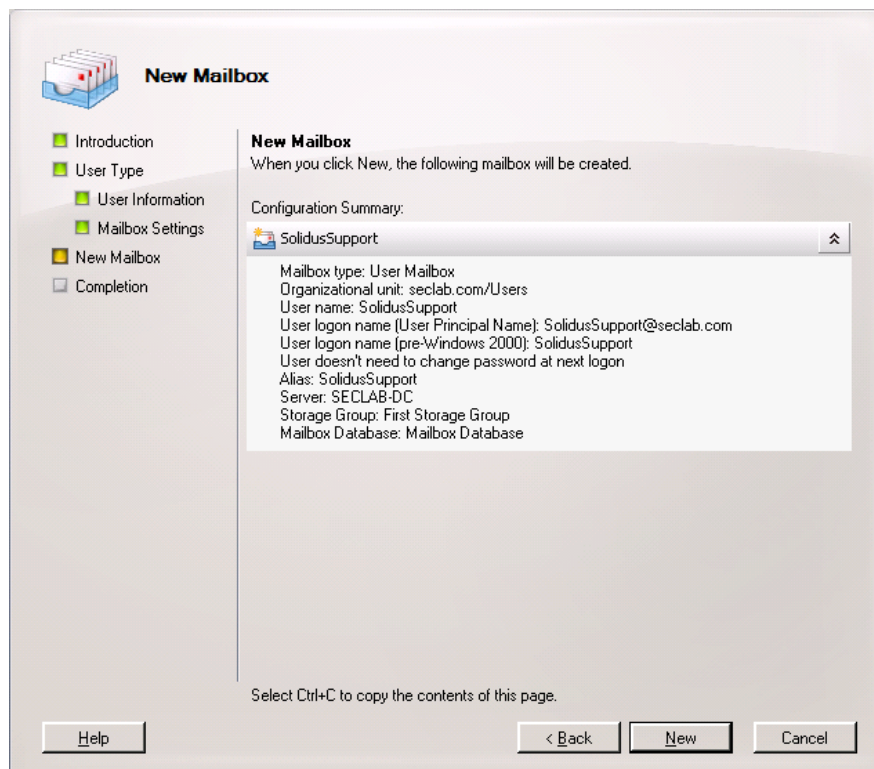 New Mailbox
Introduction
User Type
User Information
Mailbox Settings
New Mailbox
Completion
New Mailbox
When you click New, the following mailbox will be created.
Configuration Summary:
SolidusSupport
Mailbox type: User Mailbox
Organizational unit: seclab.com/Users
User name: SolidusSupport
User logon name (User Principal Name): SolidusSupport@seclab.com
User logon name (pre-Windows 2000): SolidusSupport
User doesn't need to change password at next logon
Alias: SolidusSupport
Server: SECLAB-DC
Storage Group: First Storage Group
Mailbox Database: Mailbox Database
Select Ctrl+C to copy the contents of this page.
Help
< Back
New
Cancel